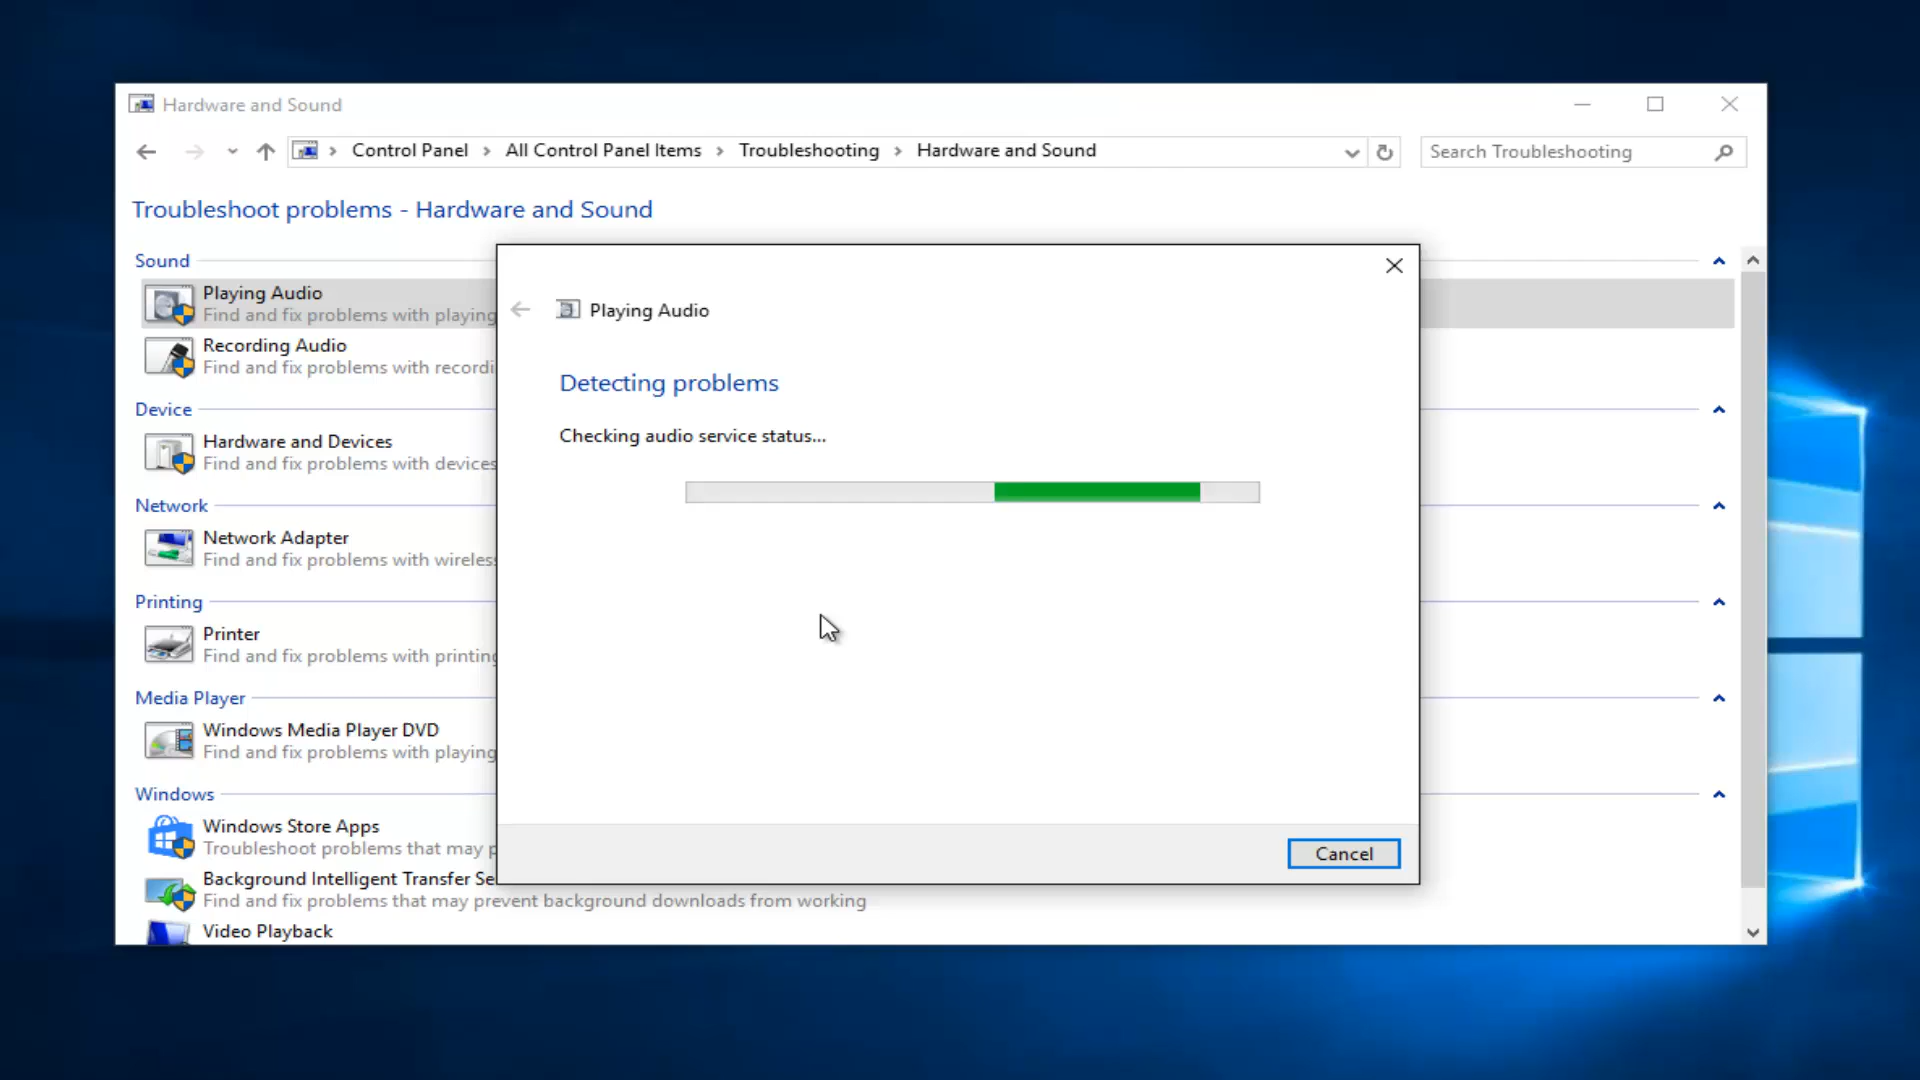 Hardware and Sound
Control Panel > All Control Panel Items > Troubleshooting > Hardware and Sound
Search Troubleshooting
Troubleshoot problems - Hardware and Sound
Sound
Playing Audio
Find and fix problems with playing
Recording Audio
Find and fix problems with recordi
Device
Hardware and Devices
Find and fix problems with devices
Network
Network Adapter
Find and fix problems with wireless
Printing
Printer
Find and fix problems with printing
Media Player
Windows Media Player DVD
Find and fix problems with playing
Windows
Windows Store Apps
Troubleshoot problems that may p
Background Intelligent Transfer Se
Find and fix problems that may prevent background downloads from working
Video Playback
Playing Audio
Detecting problems
Checking audio service status...
Cancel